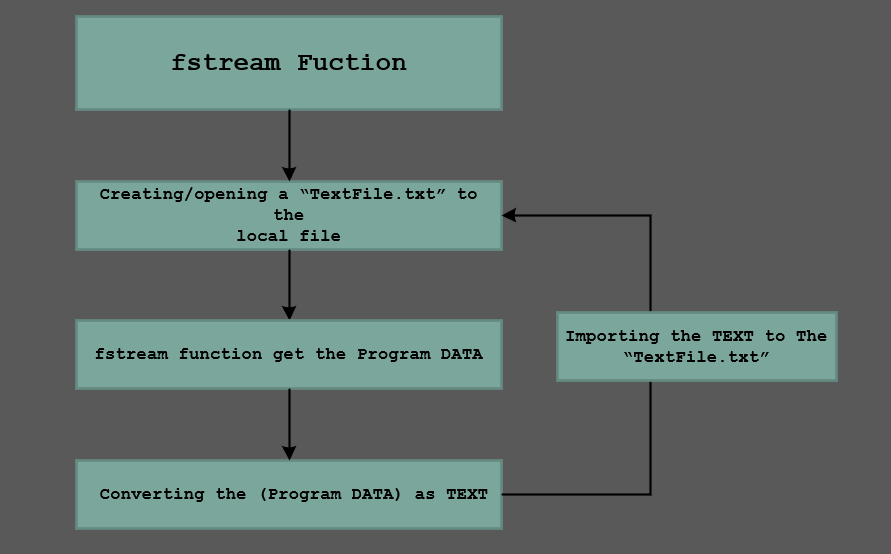 fstream Fuction
Creating/opening a “TextFile.txt” to
the
local file
fstream function get the Program DATA
Importing the TEXT to The
“TextFile.txt”
Converting the (Program DATA) as TEXT